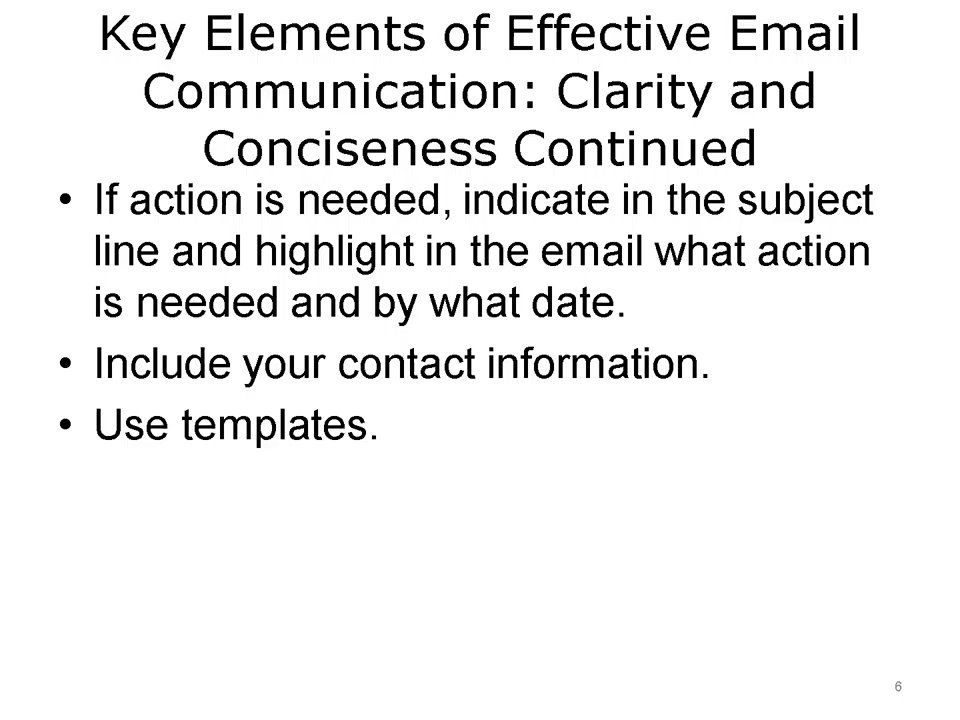 Key Elements of Effective Email
Communication: Clarity and
Conciseness Continued
• If action is needed, indicate in the subject
line and highlight in the email what action
is needed and by what date.
• Include your contact information.
• Use templates.
6